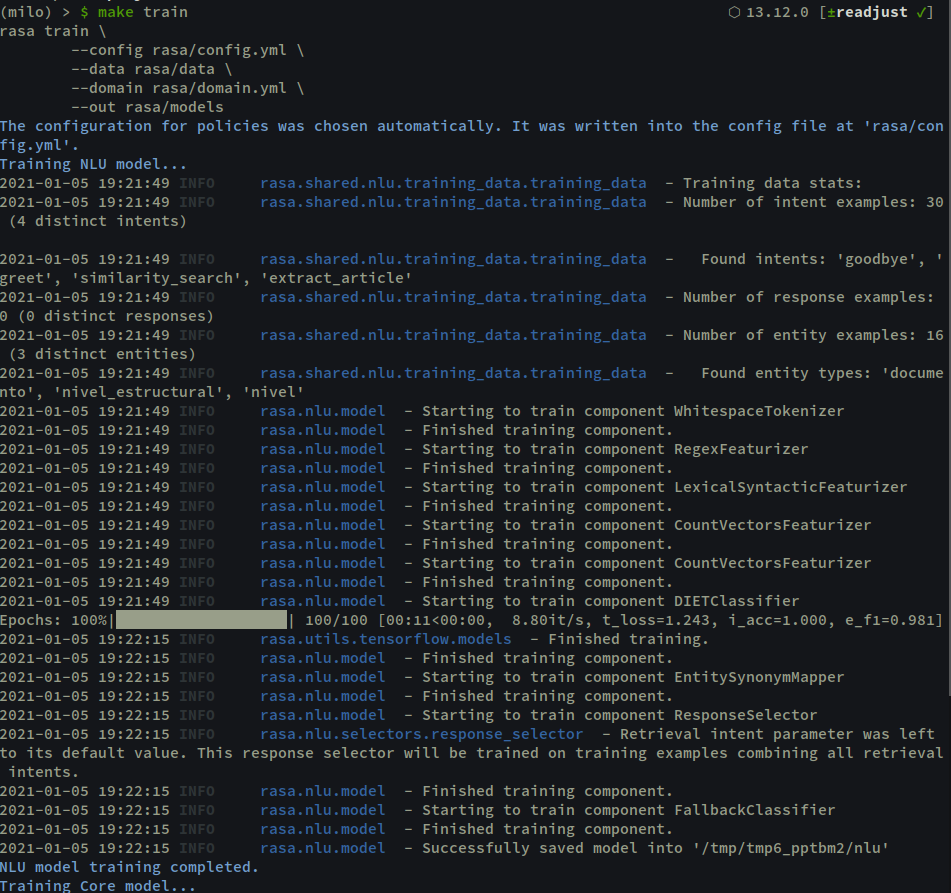 (milo) > $ make train ⬡ 13.12.0 [±readjust ✓]
rasa train \
        --config rasa/config.yml \
        --data rasa/data \
        --domain rasa/domain.yml \
        --out rasa/models
The configuration for policies was chosen automatically. It was written into the config file at 'rasa/con
fig.yml'.
Training NLU model...
2021-01-05 19:21:49 INFO     rasa.shared.nlu.training_data.training_data  - Training data stats:
2021-01-05 19:21:49 INFO     rasa.shared.nlu.training_data.training_data  - Number of intent examples: 30
 (4 distinct intents)
2021-01-05 19:21:49 INFO     rasa.shared.nlu.training_data.training_data  -   Found intents: 'goodbye', '
greet', 'similarity_search', 'extract_article'
2021-01-05 19:21:49 INFO     rasa.shared.nlu.training_data.training_data  - Number of response examples:
0 (0 distinct responses)
2021-01-05 19:21:49 INFO     rasa.shared.nlu.training_data.training_data  - Number of entity examples: 16
 (3 distinct entities)
2021-01-05 19:21:49 INFO     rasa.shared.nlu.training_data.training_data  -   Found entity types: 'docume
nto', 'nivel_estructural', 'nivel'
2021-01-05 19:21:49 INFO     rasa.nlu.model  - Starting to train component WhitespaceTokenizer
2021-01-05 19:21:49 INFO     rasa.nlu.model  - Finished training component.
2021-01-05 19:21:49 INFO     rasa.nlu.model  - Starting to train component RegexFeaturizer
2021-01-05 19:21:49 INFO     rasa.nlu.model  - Finished training component.
2021-01-05 19:21:49 INFO     rasa.nlu.model  - Starting to train component LexicalSyntacticFeaturizer
2021-01-05 19:21:49 INFO     rasa.nlu.model  - Finished training component.
2021-01-05 19:21:49 INFO     rasa.nlu.model  - Starting to train component CountVectorsFeaturizer
2021-01-05 19:21:49 INFO     rasa.nlu.model  - Finished training component.
2021-01-05 19:21:49 INFO     rasa.nlu.model  - Starting to train component CountVectorsFeaturizer
2021-01-05 19:21:49 INFO     rasa.nlu.model  - Finished training component.
2021-01-05 19:21:49 INFO     rasa.nlu.model  - Starting to train component DIETClassifier
Epochs: 100%|                   | 100/100 [00:11<00:00,  8.80it/s, t_loss=1.243, i_acc=1.000, e_f1=0.981]
2021-01-05 19:22:15 INFO     rasa.utils.tensorflow.models  - Finished training.
2021-01-05 19:22:15 INFO     rasa.nlu.model  - Finished training component.
2021-01-05 19:22:15 INFO     rasa.nlu.model  - Starting to train component EntitySynonymMapper
2021-01-05 19:22:15 INFO     rasa.nlu.model  - Finished training component.
2021-01-05 19:22:15 INFO     rasa.nlu.model  - Starting to train component ResponseSelector
2021-01-05 19:22:15 INFO     rasa.nlu.selectors.response_selector  - Retrieval intent parameter was left
to its default value. This response selector will be trained on training examples combining all retrieval
 intents.
2021-01-05 19:22:15 INFO     rasa.nlu.model  - Finished training component.
2021-01-05 19:22:15 INFO     rasa.nlu.model  - Starting to train component FallbackClassifier
2021-01-05 19:22:15 INFO     rasa.nlu.model  - Finished training component.
2021-01-05 19:22:15 INFO     rasa.nlu.model  - Successfully saved model into '/tmp/tmp6_pptbm2/nlu'
NLU model training completed.
Training Core model...